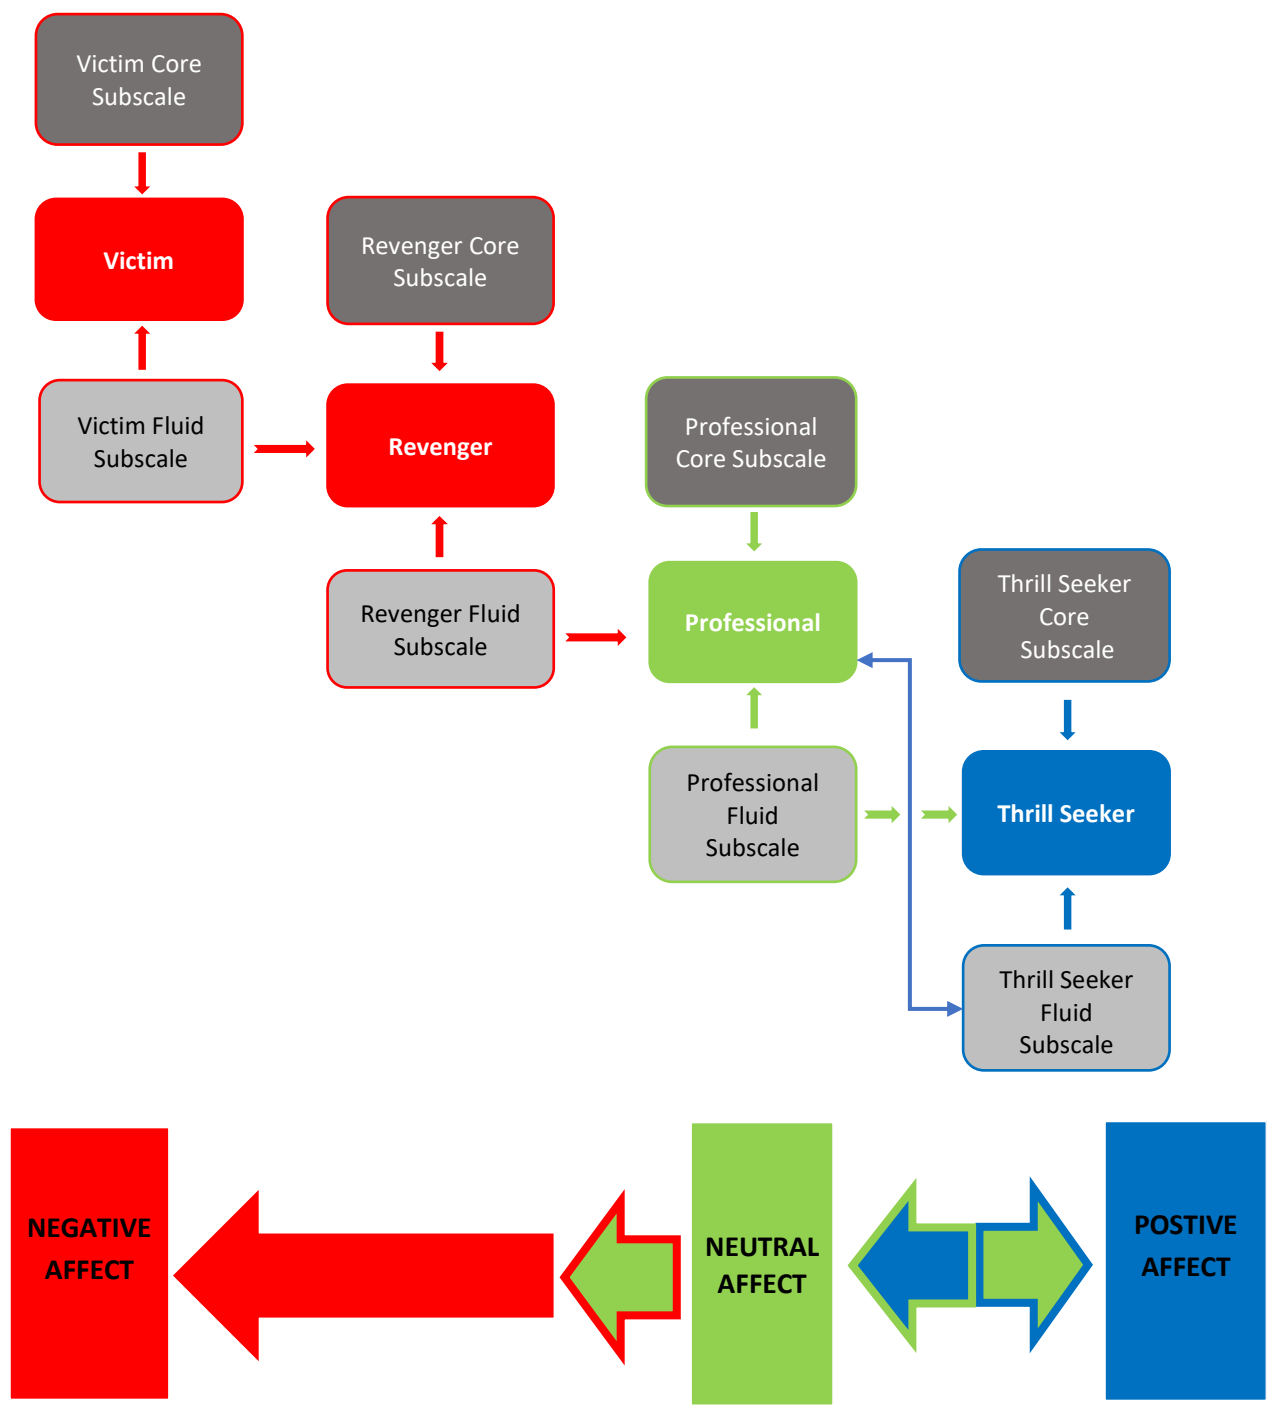 Victim Core
Subscale
Victim
Victim Fluid
Subscale
Revenger Core
Subscale
Revenger
Revenger Fluid
Subscale
Professional
Core Subscale
Professional
Professional
Fluid
Subscale
Thrill Seeker
Core
Subscale
Thrill Seeker
Thrill Seeker
Fluid
Subscale
NEGATIVE
AFFECT
NEUTRAL
AFFECT
POSTIVE
AFFECT